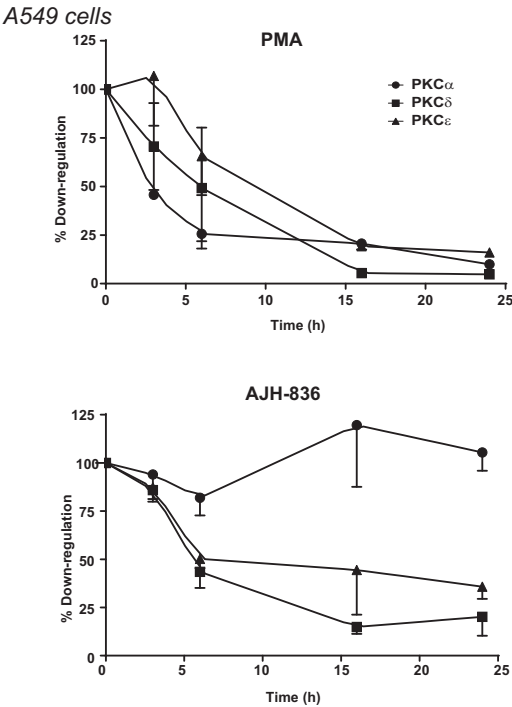 A549 cells
PMA
125
100
75
50
25
0
% Down-regulation
PKCα
PKCδ
PKCε
0 5 10 15 20 25
Time (h)
AJH-836
125
100
75
50
25
0
% Down-regulation
0 5 10 15 20 25
Time (h)